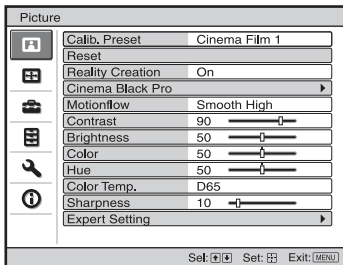 Picture
Calib. Preset Cinema Film 1
Reset
Reality Creation On
Cinema Black Pro
Motionflow Smooth High
Contrast 90
Brightness 50
Color 50
Hue 50
Color Temp. D65
Sharpness 10
Expert Setting
Sel: Set: Exit: MENU